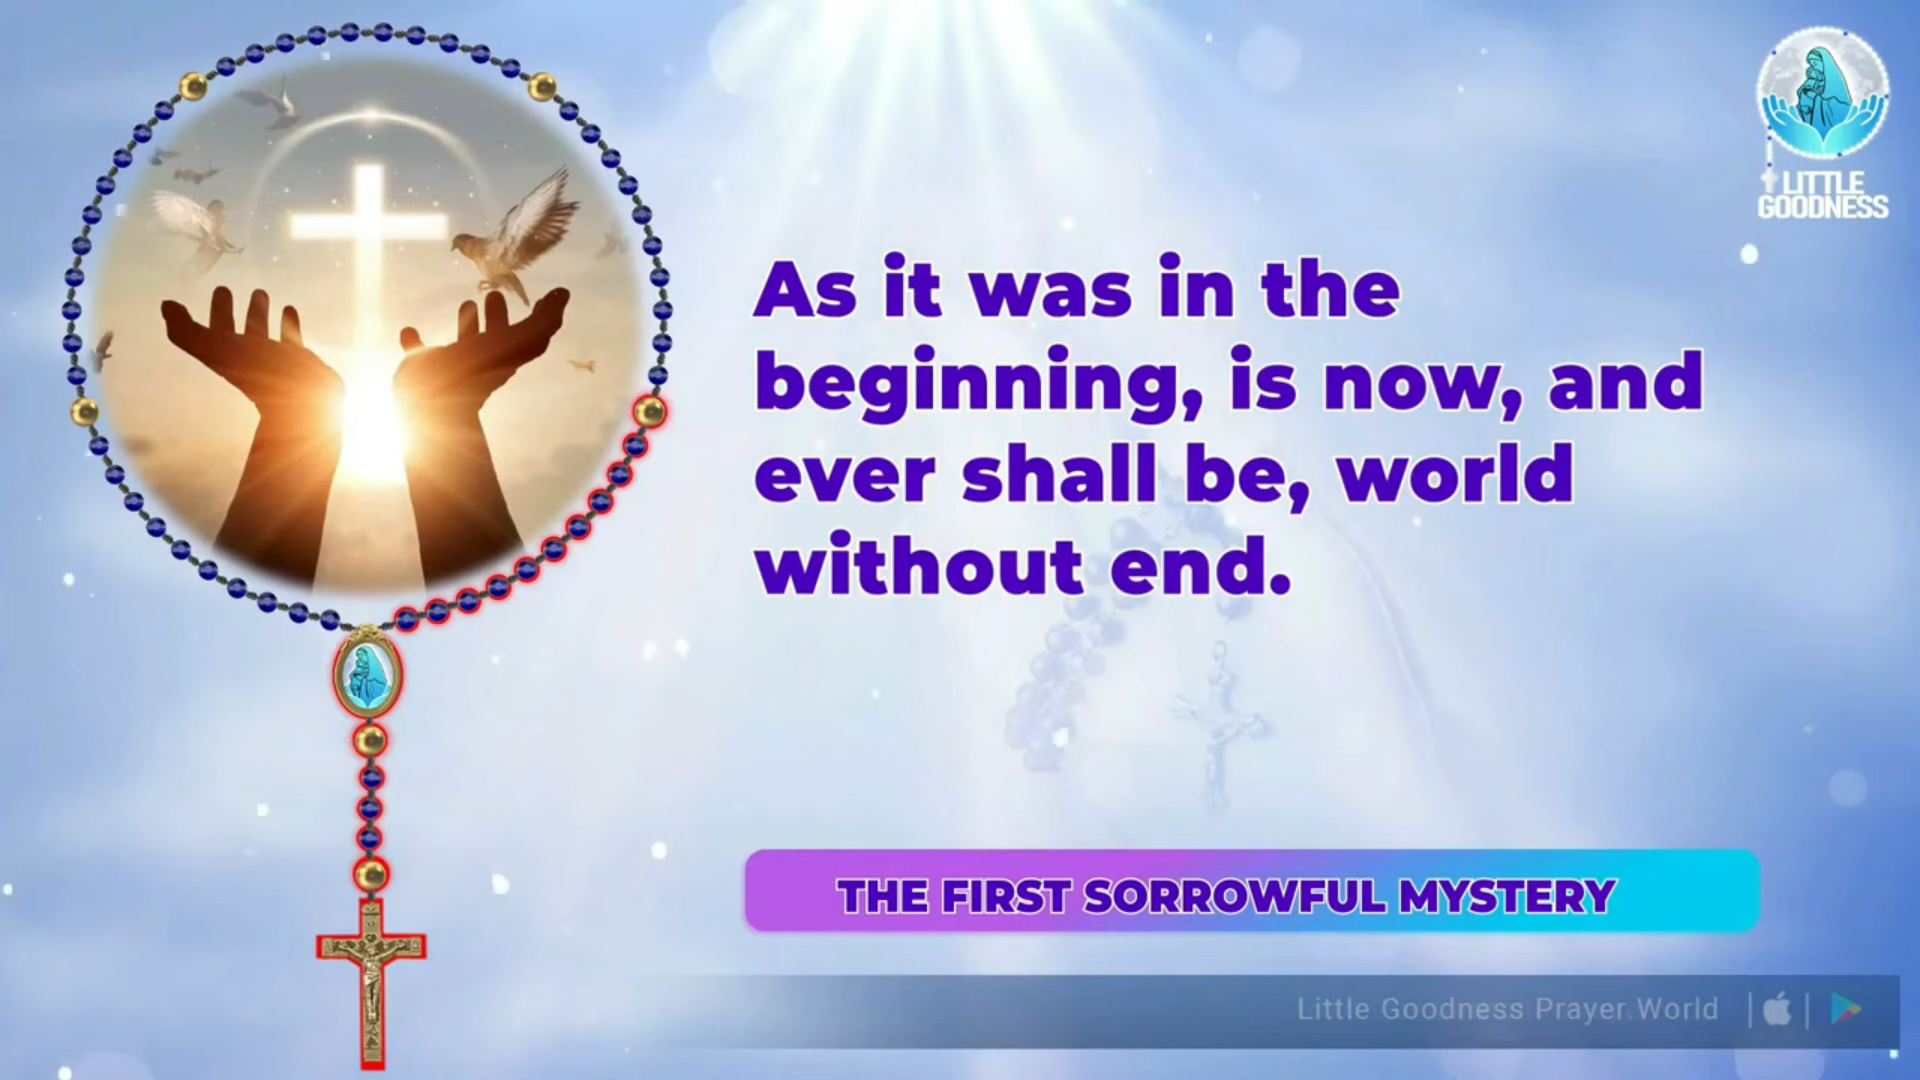 LITTLE
GOODNESS
As it was in the
beginning, is now, and
ever shall be, world
without end.
THE FIRST SORROWFUL MYSTERY
Little Goodness Prayer World